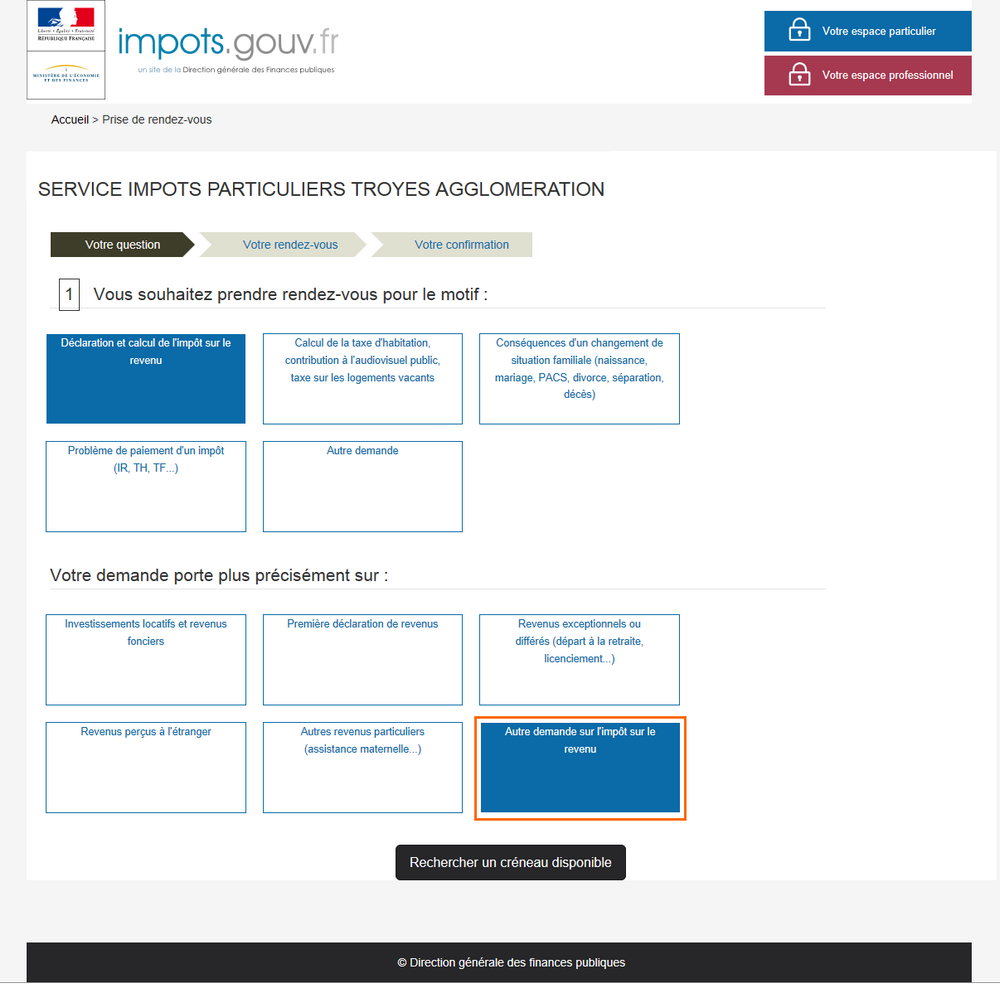 Liberté • Égalité • Fraternité
RÉPUBLIQUE FRANÇAISE
MINISTÈRE DE L'ÉCONOMIE
ET DES FINANCES
impots.gouv.fr
un site de la Direction générale des Finances publiques
Votre espace particulier
Votre espace professionnel
Accueil > Prise de rendez-vous
SERVICE IMPOTS PARTICULIERS TROYES AGGLOMERATION
Votre question
Votre rendez-vous
Votre confirmation
1 Vous souhaitez prendre rendez-vous pour le motif :
Déclaration et calcul de l'impôt sur le
revenu
Calcul de la taxe d'habitation,
contribution à l'audiovisuel public,
taxe sur les logements vacants
Conséquences d'un changement de
situation familiale (naissance,
mariage, PACS, divorce, séparation,
décès)
Problème de paiement d'un impôt
(IR, TH, TF...)
Autre demande
Votre demande porte plus précisément sur :
Investissements locatifs et revenus
fonciers
Première déclaration de revenus
Revenus exceptionnels ou
différés (départ à la retraite,
licenciement...)
Revenus perçus à l'étranger
Autres revenus particuliers
(assistance maternelle...)
Autre demande sur l'impôt sur le
revenu
Rechercher un créneau disponible
© Direction générale des finances publiques